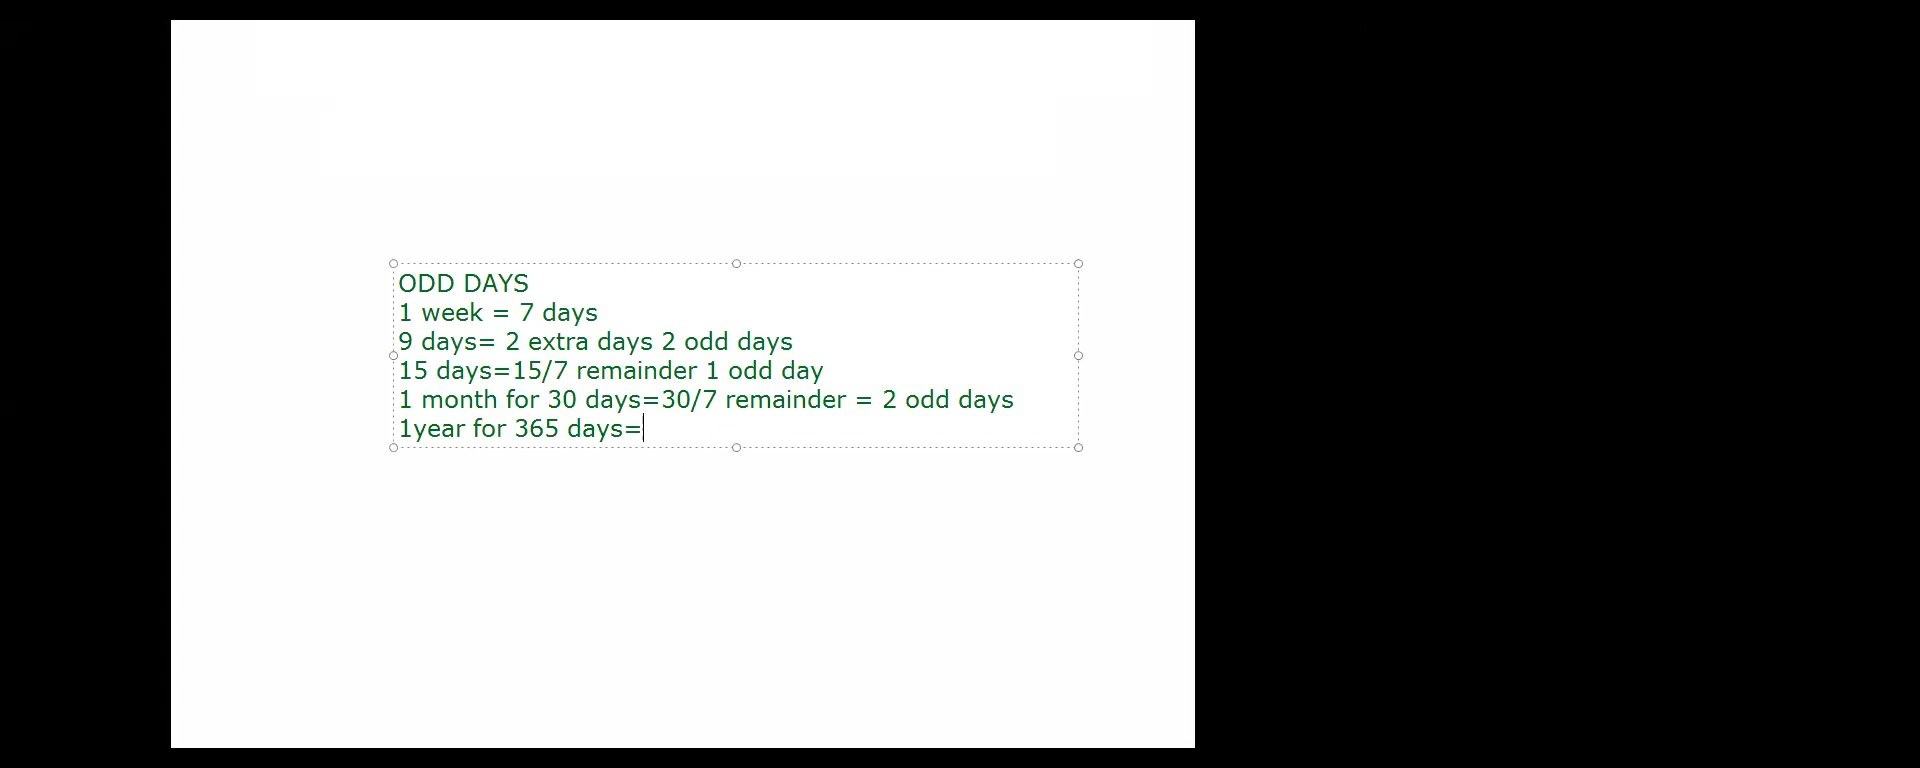 ODD DAYS
1 week = 7 days
9 days= 2 extra days 2 odd days
15 days=15/7 remainder 1 odd day
1 month for 30 days=30/7 remainder = 2 odd days
1year for 365 days=